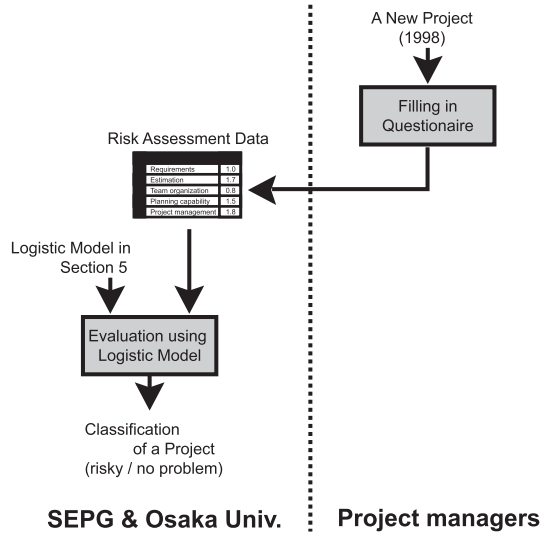 A New Project
(1998)
Filling in
Questionaire
Risk Assessment Data
Requirements 1.0
Estimation 1.7
Team organization 0.8
Planning capability 1.5
Project management 1.8
Logistic Model in
Section 5
Evaluation using
Logistic Model
Classification
of a Project
(risky / no problem)
SEPG & Osaka Univ.
Project managers